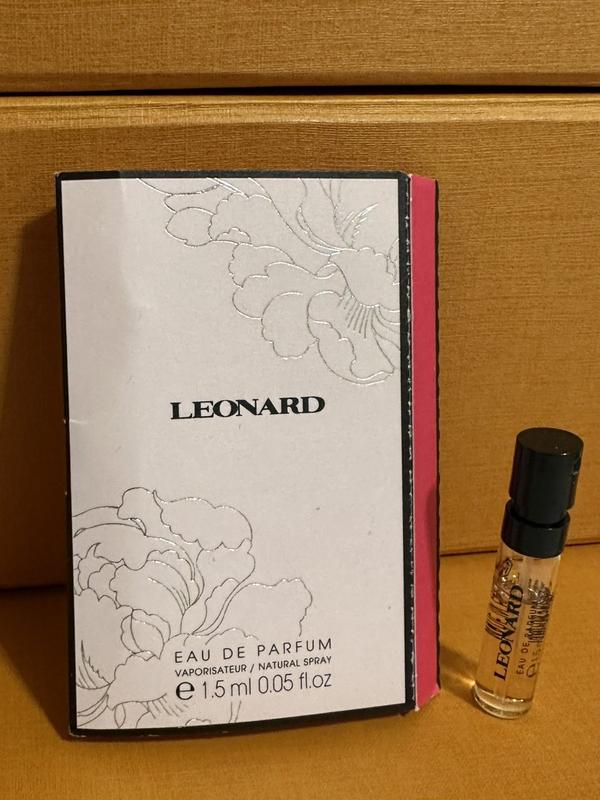 LEONARD
EAU DE PARFUM
VAPORISATEUR / NATURAL SPRAY
℮ 1.5 ml 0.05 fl.oz
LEONARD
EAU DE PARFUM